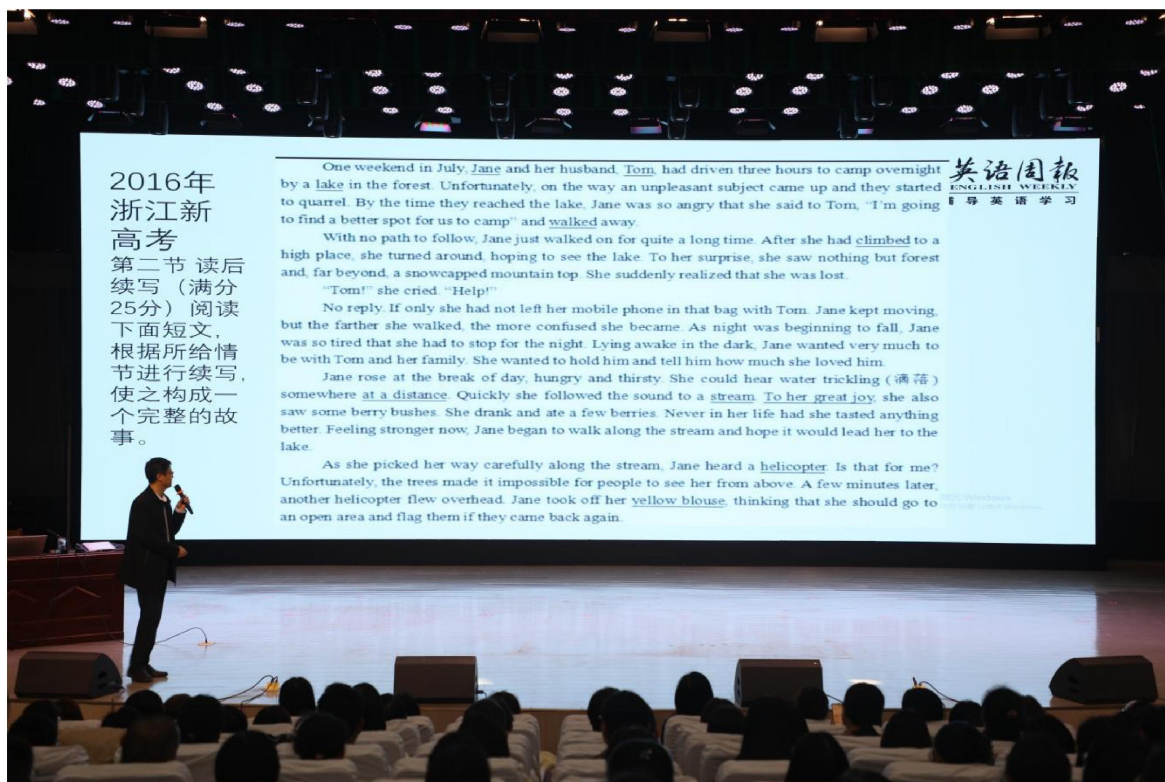 2016年
浙江新
高考
第二节 读后
续写（满分
25分）阅读
下面短文，
根据所给情
节进行续写，
使之构成一
个完整的故
事。
One weekend in July, Jane and her husband, Tom, had driven three hours to camp overnight
by a lake in the forest. Unfortunately, on the way an unpleasant subject came up and they started
to quarrel. By the time they reached the lake, Jane was so angry that she said to Tom, “I'm going
to find a better spot for us to camp” and walked away.
With no path to follow, Jane just walked on for quite a long time. After she had climbed to a
high place, she turned around, hoping to see the lake. To her surprise, she saw nothing but forest
and, far beyond, a snowcapped mountain top. She suddenly realized that she was lost.
“Tom!” she cried. “Help!”
No reply. If only she had not left her mobile phone in that bag with Tom. Jane kept moving,
but the farther she walked, the more confused she became. As night was beginning to fall, Jane
was so tired that she had to stop for the night. Lying awake in the dark, Jane wanted very much to
be with Tom and her family. She wanted to hold him and tell him how much she loved him.
Jane rose at the break of day, hungry and thirsty. She could hear water trickling (滴落)
somewhere at a distance. Quickly she followed the sound to a stream. To her great joy, she also
saw some berry bushes. She drank and ate a few berries. Never in her life had she tasted anything
better. Feeling stronger now, Jane began to walk along the stream and hope it would lead her to the
lake.
As she picked her way carefully along the stream, Jane heard a helicopter. Is that for me?
Unfortunately, the trees made it impossible for people to see her from above. A few minutes later,
another helicopter flew overhead. Jane took off her yellow blouse, thinking that she should go to
an open area and flag them if they came back again.
英语周报
ENGLISH WEEKLY
导英语学习
Windows